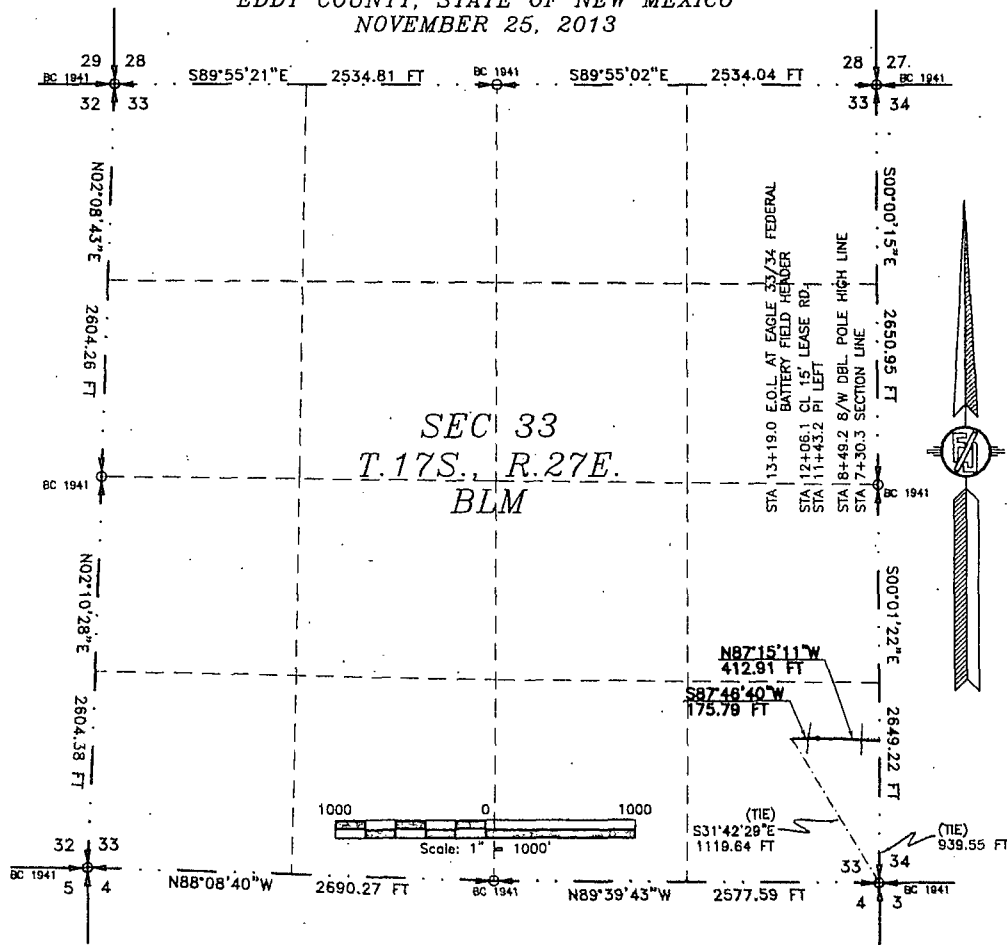 EDDY COUNTY, STATE OF NEW MEXICO
NOVEMBER 25, 2013
29 28
BC 1941
32 33
S89°55'21"E 2534.81 FT
BC 1941
S89°55'02"E 2534.04 FT
28 27
BC 1941
33 34
N02°08'43"E 2604.26 FT
S00°00'15"E 2650.95 FT
STA 13+19.0 E.O.L. AT EAGLE 33/34 FEDERAL
BATTERY FIELD HEADER
STA 12+06.1 CL 15' LEASE RD.
STA 11+43.2 PI LEFT
STA 8+49.2 8/W DBL POLE HIGH LINE
STA 7+30.3 SECTION LINE
SEC 33
T.17S., R.27E.
BLM
BC 1941
BC 1941
N02°10'28"E 2604.38 FT
S00°01'22"E 2649.22 FT
N87°15'11"W
412.91 FT
S87°46'40"W
175.79 FT
1000 0 1000
Scale: 1" = 1000'
(TIE)
S31°42'29"E
1119.64 FT
(TIE)
939.55 FT
32 33
BC 1941
5 4
N88°08'40"W 2690.27 FT
BC 1941
N89°39'43"W 2577.59 FT
33 34
BC 1941
4 3